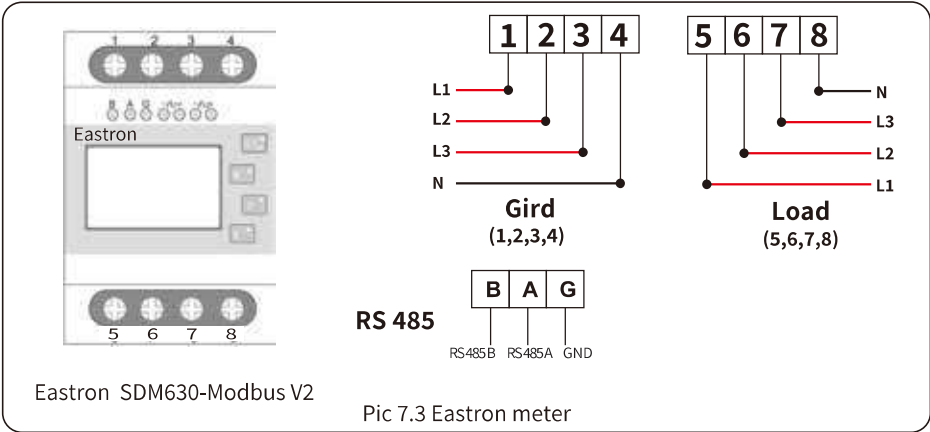 1 2 3 4
B A G
Eastron
5 6 7 8
Eastron SDM630-Modbus V2
1 2 3 4
L1
L2
L3
N
Gird
(1,2,3,4)
5 6 7 8
N
L3
L2
L1
Load
(5,6,7,8)
RS 485
B A G
RS485B RS485A GND
Pic 7.3 Eastron meter